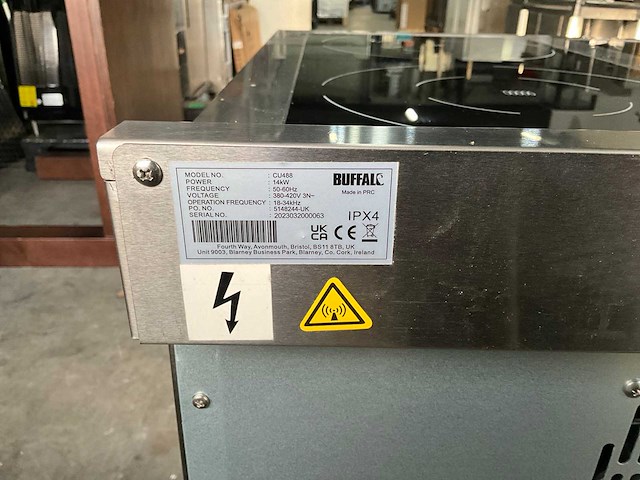 MODEL NO. : CU488
POWER : 14kW
FREQUENCY : 50-60Hz
VOLTAGE : 380-420V 3N~
OPERATION FREQUENCY : 18-34kHz
PO. NO. : 5148244-UK
SERIAL NO. : 2023032000063
BUFFALO
Made in PRC
IPX4
UK
CA CE
Fourth Way, Avonmouth, Bristol, BS11 8TB, UK
Unit 9003, Blarney Business Park, Blarney, Co. Cork, Ireland